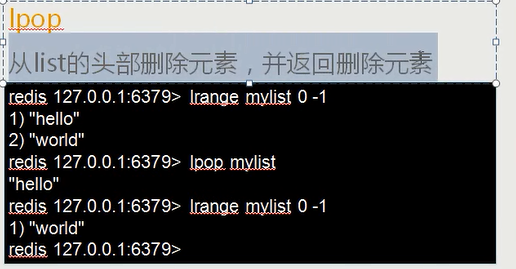 lpop
从list的头部删除元素，并返回删除元素
redis 127.0.0.1:6379> lrange mylist 0 -1
1) "hello"
2) "world"
redis 127.0.0.1:6379> lpop mylist
"hello"
redis 127.0.0.1:6379> lrange mylist 0 -1
1) "world"
redis 127.0.0.1:6379>